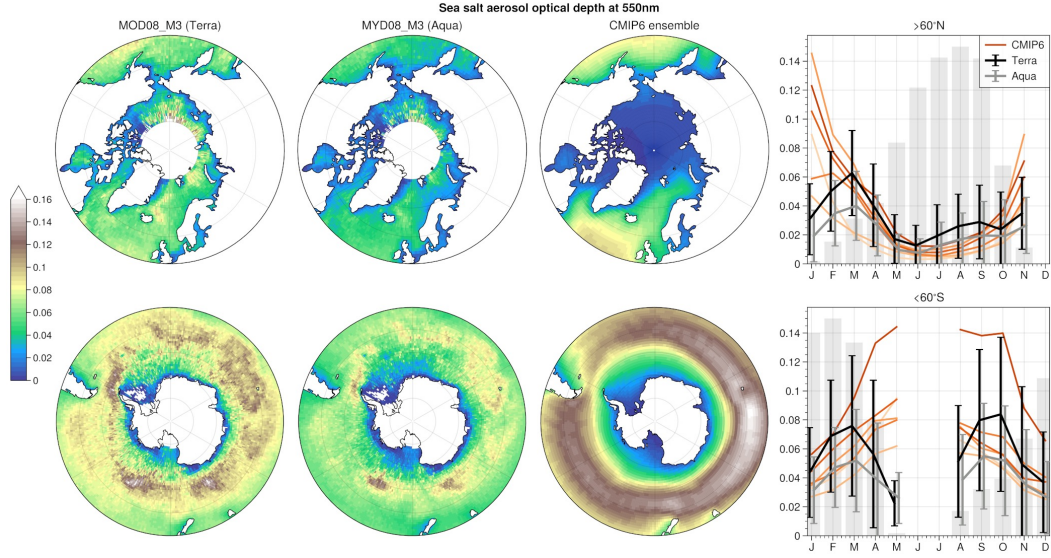 Sea salt aerosol optical depth at 550nm
MOD08_M3 (Terra)
MYD08_M3 (Aqua)
CMIP6 ensemble
>60°N
CMIP6
Terra
Aqua
0.14
0.12
0.1
0.08
0.06
0.04
0.02
0
J F M A M J J A S O N D
0.16
0.14
0.12
0.1
0.08
0.06
0.04
0.02
0
<60°S
0.14
0.12
0.1
0.08
0.06
0.04
0.02
0
J F M A M J J A S O N D